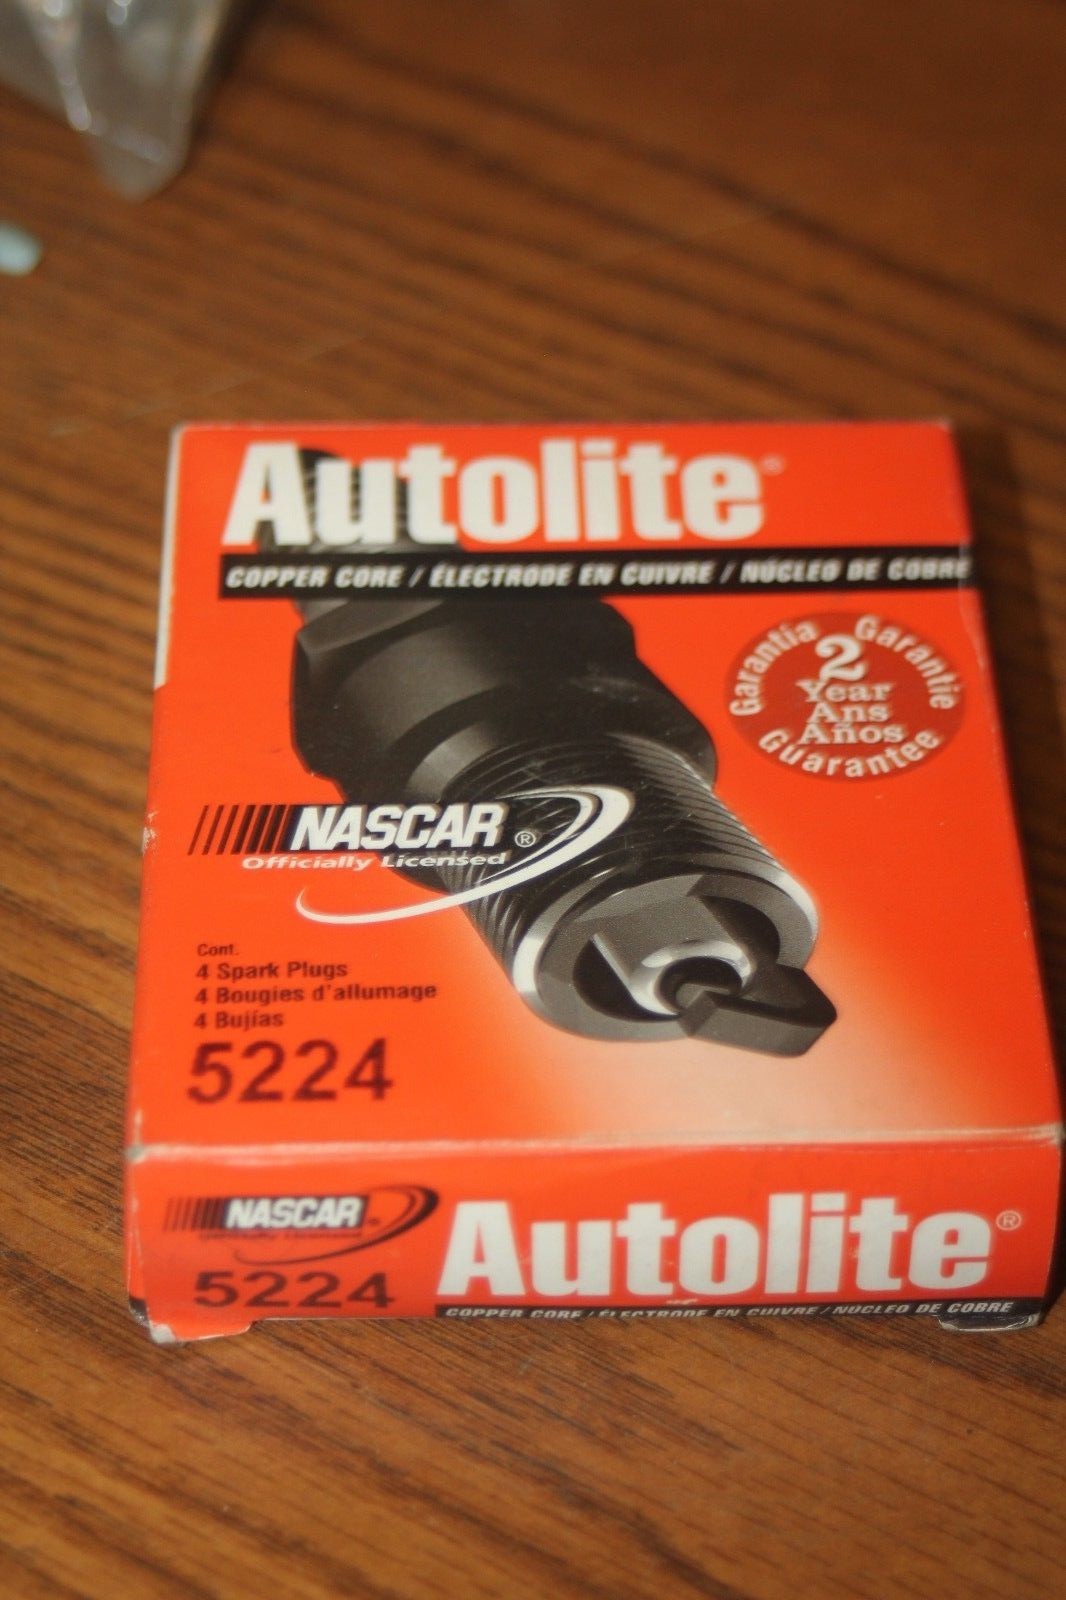 Autolite®
COPPER CORE / ÉLECTRODE EN CUIVRE / NÚCLEO DE COBRE
Garantía Garantie
2
Year
Ans
Años
Guarantee
NASCAR®
Officially Licensed
Cont.
4 Spark Plugs
4 Bougies d'allumage
4 Bujías
5224
NASCAR
Officially Licensed
5224
Autolite®
COPPER CORE / ÉLECTRODE EN CUIVRE / NÚCLEO DE COBRE